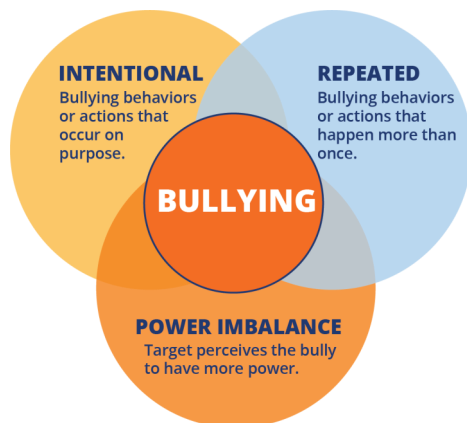 INTENTIONAL
Bullying behaviors
or actions that
occur on
purpose.
REPEATED
Bullying behaviors
or actions that
happen more than
once.
BULLYING
POWER IMBALANCE
Target perceives the bully
to have more power.